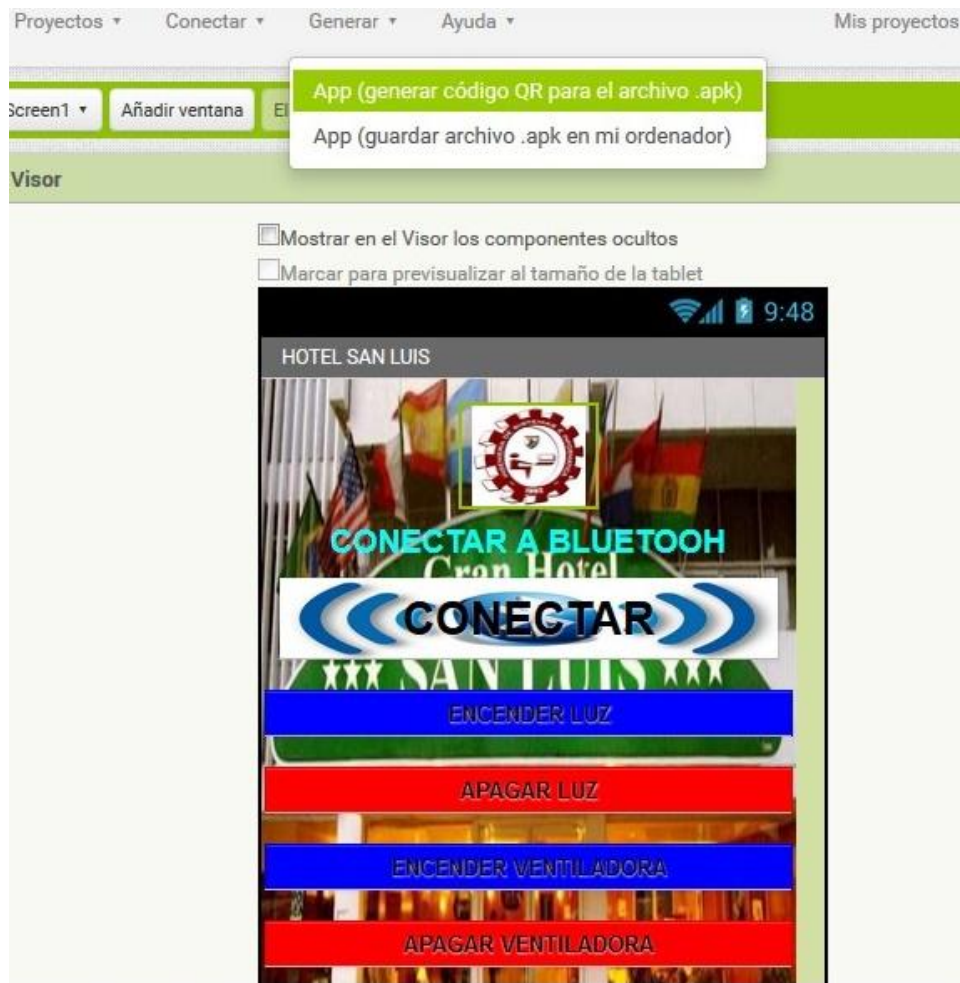 Proyectos Conectar Generar Ayuda Mis proyectos
App (generar código QR para el archivo .apk)
Screen1 Añadir ventana El
App (guardar archivo .apk en mi ordenador)
Visor
Mostrar en el Visor los componentes ocultos
Marcar para previsualizar al tamaño de la tablet
9:48
HOTEL SAN LUIS
CONECTAR A BLUETOOH
Gran Hotel
CONECTAR
*** SAN LUIS ***
ENCENDER LUZ
APAGAR LUZ
ENCENDER VENTILADORA
APAGAR VENTILADORA